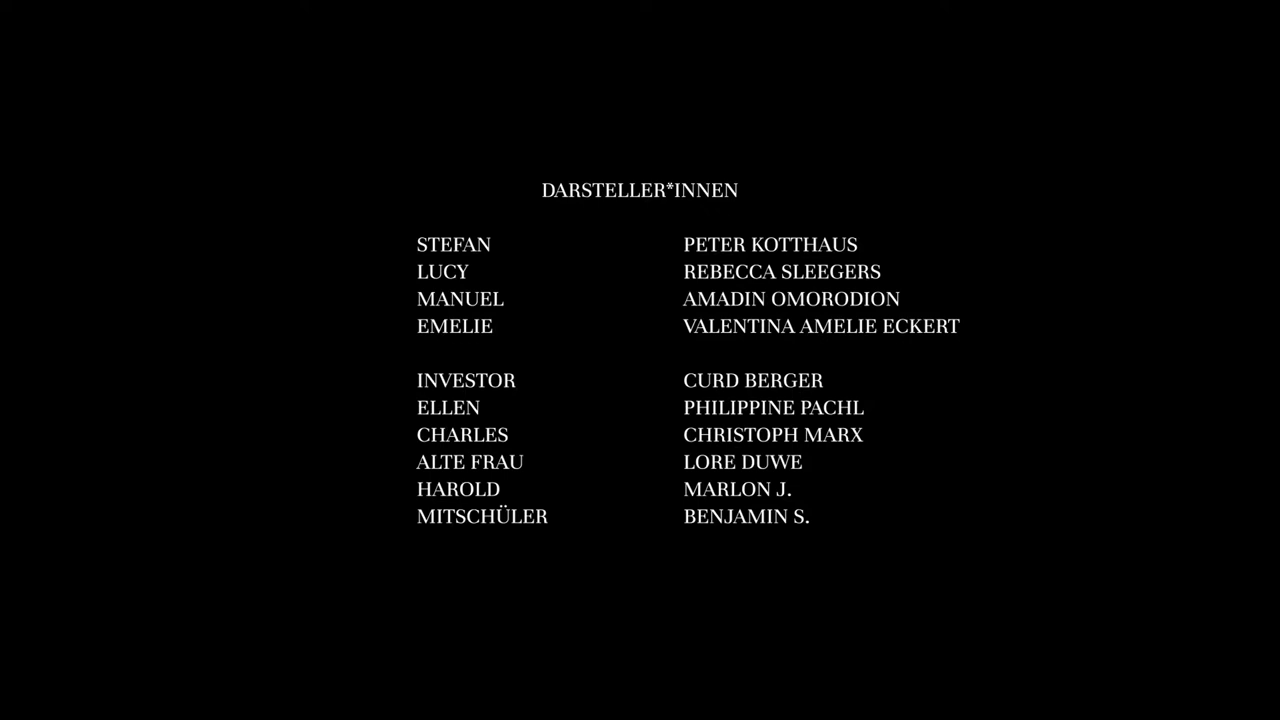 DARSTELLER*INNEN
STEFAN PETER KOTTHAUS
LUCY REBECCA SLEEGERS
MANUEL AMADIN OMORODION
EMELIE VALENTINA AMELIE ECKERT
INVESTOR CURD BERGER
ELLEN PHILIPPINE PACHL
CHARLES CHRISTOPH MARX
ALTE FRAU LORE DUWE
HAROLD MARLON J.
MITSCHÜLER BENJAMIN S.